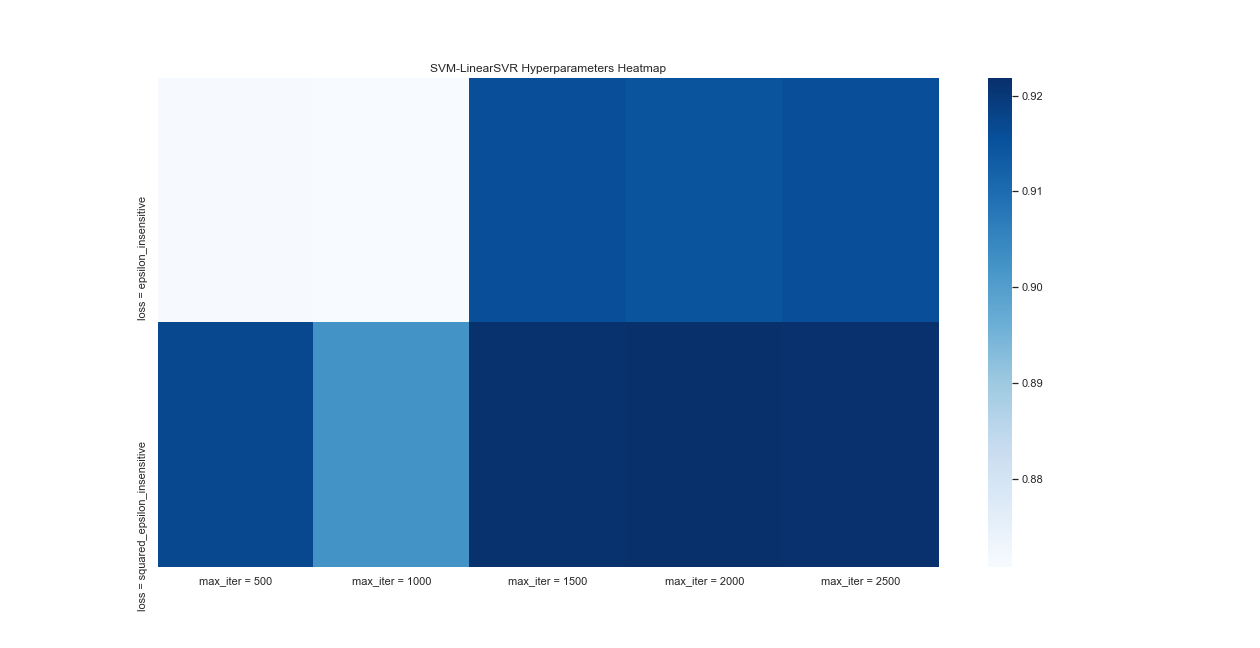 SVM-LinearSVR Hyperparameters Heatmap
loss = epsilon_insensitive
loss = squared_epsilon_insensitive
max_iter = 500
max_iter = 1000
max_iter = 1500
max_iter = 2000
max_iter = 2500
0.92
0.91
0.90
0.89
0.88